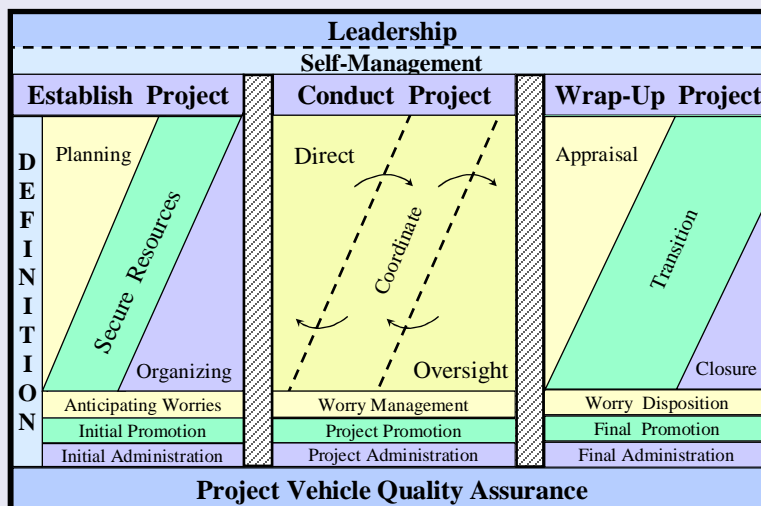 Leadership
Self-Management
Establish Project
Conduct Project
Wrap-Up Project
DEFINITION
Planning
Secure Resources
Organizing
Direct
Coordinate
Oversight
Appraisal
Transition
Closure
Anticipating Worries
Worry Management
Worry Disposition
Initial Promotion
Project Promotion
Final Promotion
Initial Administration
Project Administration
Final Administration
Project Vehicle Quality Assurance